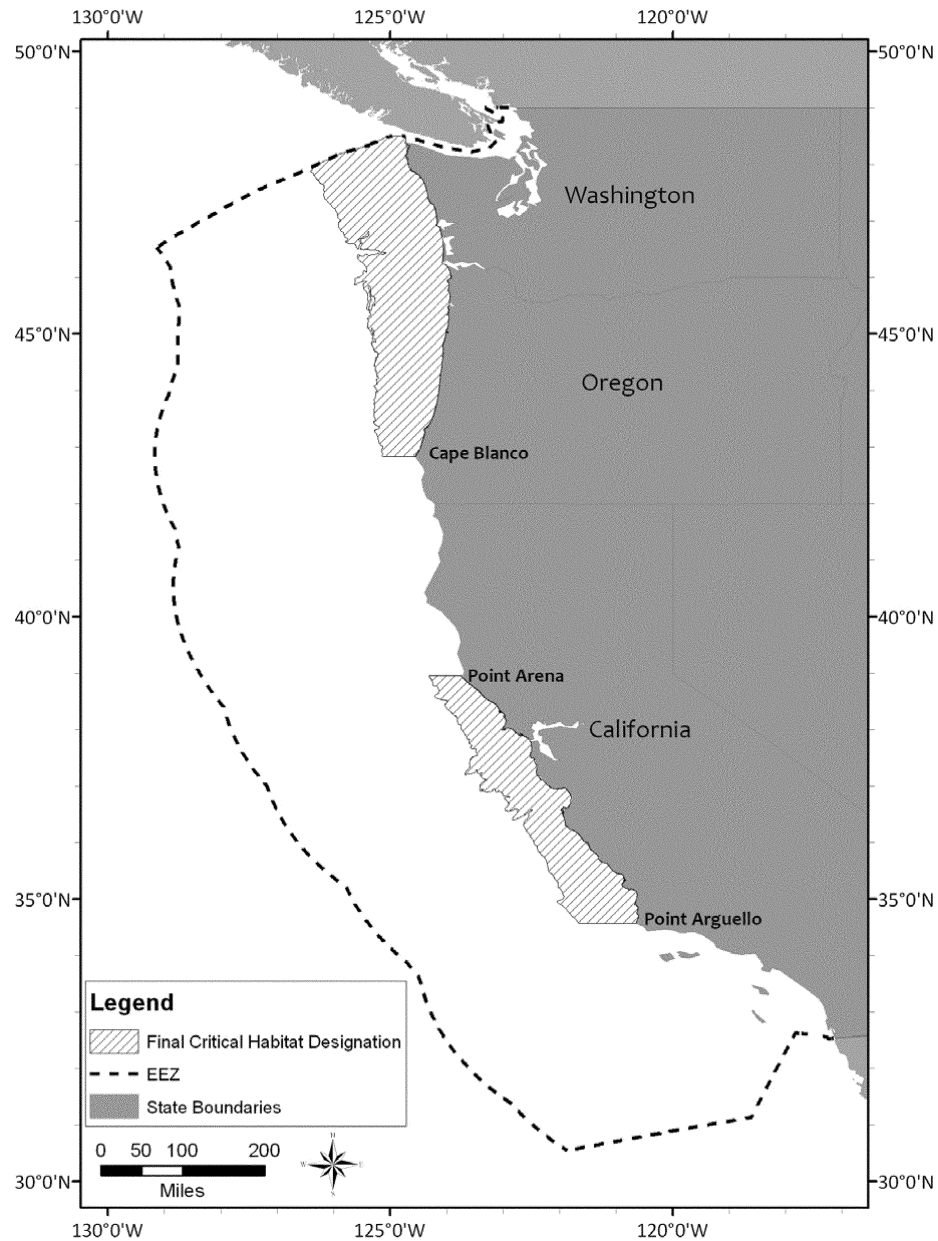 130°0'W 125°0'W 120°0'W
50°0'N 50°0'N
Washington
45°0'N 45°0'N
Oregon
Cape Blanco
40°0'N 40°0'N
Point Arena
California
35°0'N 35°0'N
Point Arguello
Legend
Final Critical Habitat Designation
EEZ
State Boundaries
0 50 100 200
Miles
N
W E
S
30°0'N 30°0'N
130°0'W 125°0'W 120°0'W